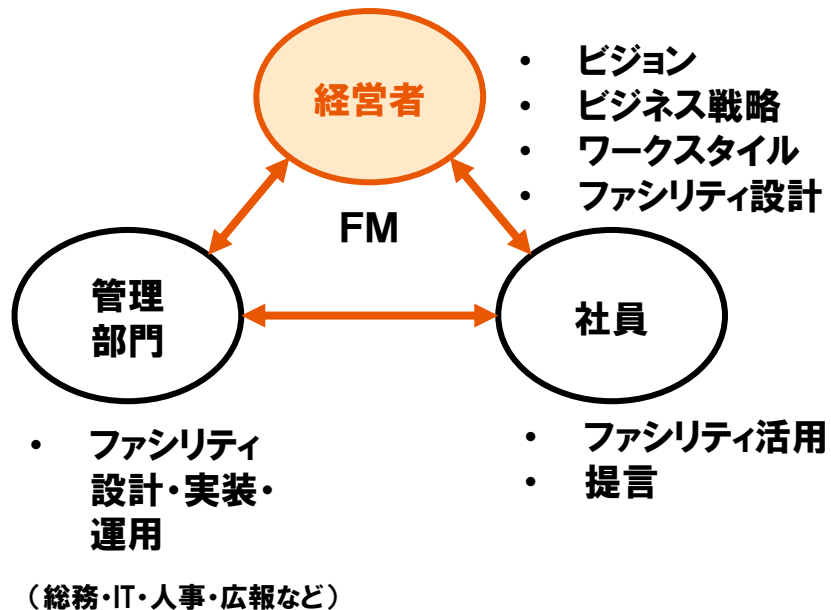 経営者
・ ビジョン
・ ビジネス戦略
・ ワークスタイル
・ ファシリティ設計
FM
管理
部門
社員
・ ファシリティ
設計・実装・
運用
（総務・IT・人事・広報など）
・ ファシリティ活用
・ 提言